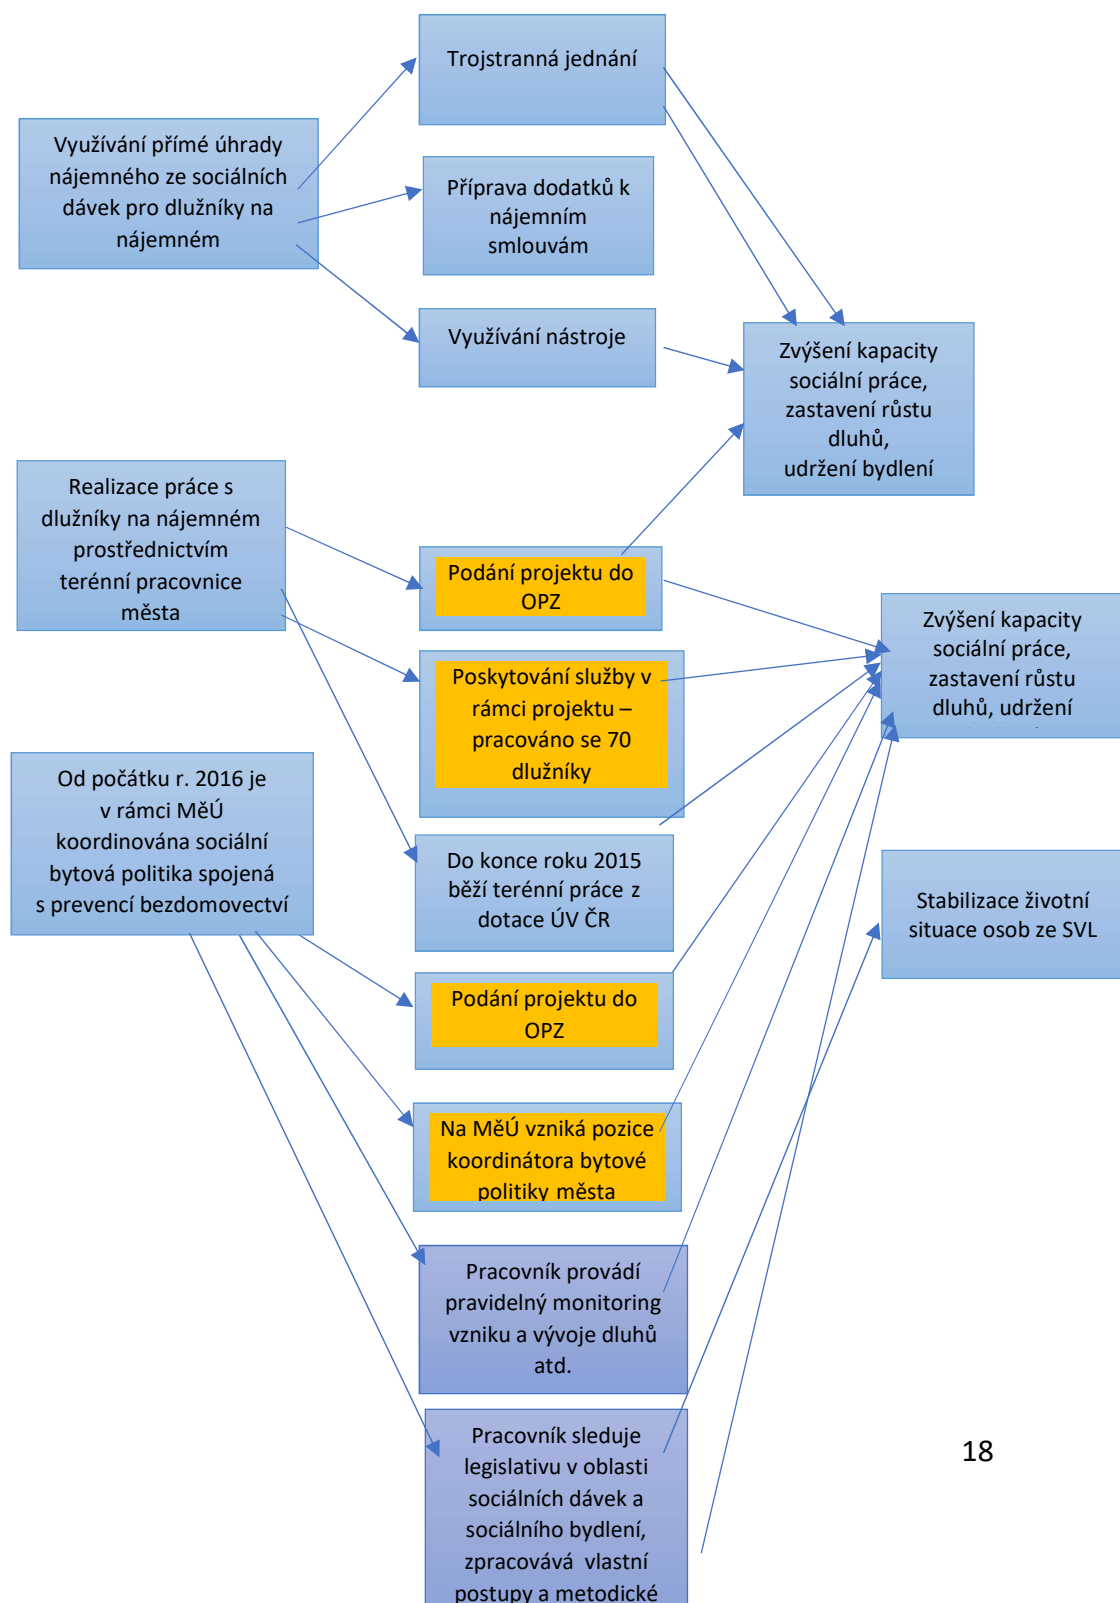 Trojstranná jednání
Využívání přímé úhrady
nájemného ze sociálních
dávek pro dlužníky na
nájemném
Příprava dodatků k
nájemním
smlouvám
Využívání nástroje
Zvýšení kapacity
sociální práce,
zastavení růstu
dluhů,
udržení bydlení
Realizace práce s
dlužníky na nájemném
prostřednictvím
terénní pracovnice
města
Podání projektu do
OPZ
Zvýšení kapacity
sociální práce,
zastavení růstu
dluhů, udržení
Poskytování služby v
rámci projektu –
pracováno se 70
dlužníky
Od počátku r. 2016 je
v rámci MěÚ
koordinována sociální
bytová politika spojená
s prevencí bezdomovectví
Do konce roku 2015
běží terénní práce z
dotace ÚV ČR
Stabilizace životní
situace osob ze SVL
Podání projektu do
OPZ
Na MěÚ vzniká pozice
koordinátora bytové
politiky města
Pracovník provádí
pravidelný monitoring
vzniku a vývoje dluhů
atd.
Pracovník sleduje
legislativu v oblasti
sociálních dávek a
sociálního bydlení,
zpracovává vlastní
postupy a metodické
18